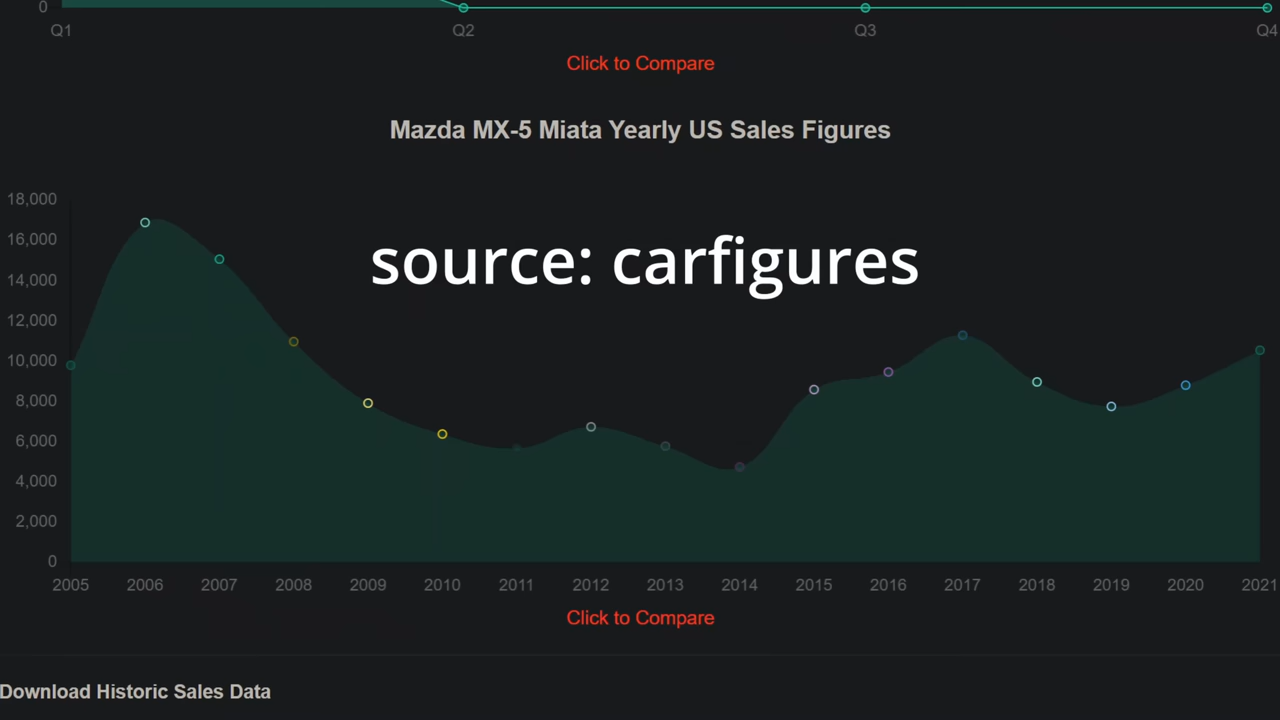 0
Q1 Q2 Q3 Q4
Click to Compare
Mazda MX-5 Miata Yearly US Sales Figures
18,000
16,000
source: carfigures
14,000
12,000
10,000
8,000
6,000
4,000
2,000
0
2005 2006 2007 2008 2009 2010 2011 2012 2013 2014 2015 2016 2017 2018 2019 2020 2021
Click to Compare
Download Historic Sales Data